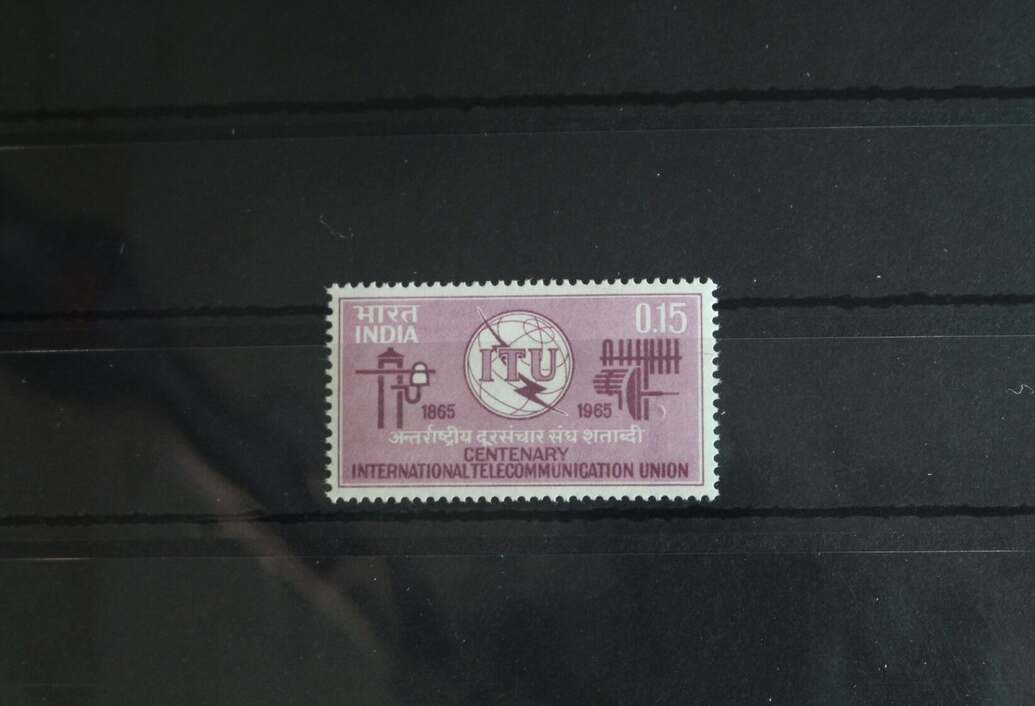 भारत
INDIA
0.15
ITU
1865
1965
अन्तर्राष्ट्रीय दूरसंचार संघ शताब्दी
CENTENARY
INTERNATIONAL TELECOMMUNICATION UNION